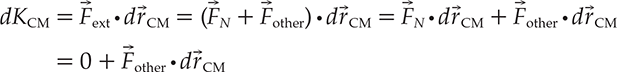 dK_CM = F⃗_ext • dr⃗_CM = (F⃗_N + F⃗_other) • dr⃗_CM = F⃗_N • dr⃗_CM + F⃗_other • dr⃗_CM
= 0 + F⃗_other • dr⃗_CM